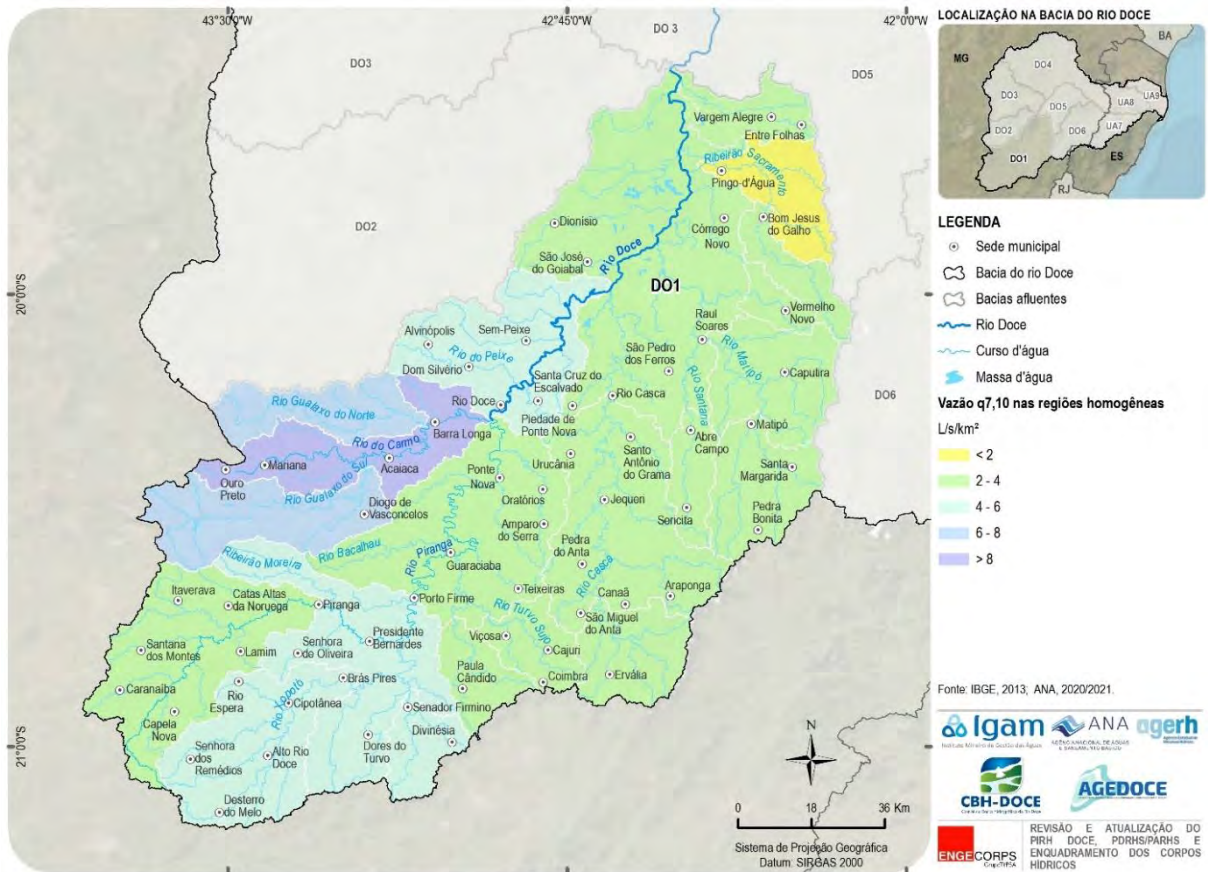 43°30'0"W
42°45'0"W
42°0'0"W
20°0'0"S
21°0'0"S
DO3
DO 3
DO5
DO2
DO6
DO1
Vargem Alegre
Entre Folhas
Ribeirão Sacramento
Pingo-d'Água
Bom Jesus
do Galho
Córrego
Novo
Dionísio
São José
do Goiabal
Rio Doce
Vermelho
Novo
Raul
Soares
Alvinópolis
Sem-Peixe
Rio do Peixe
Dom Silvério
São Pedro
dos Ferros
Rio Matipó
Caputira
Santa Cruz do
Escalvado
Rio Casca
Rio Santana
Rio Gualaxo do Norte
Rio Doce
Barra Longa
Piedade de
Ponte Nova
Matipó
Abre
Campo
Rio do Carmo
Mariana
Acaiaca
Ouro
Preto
Rio Gualaxo do Sul
Ponte
Nova
Urucânia
Santo
Antônio
do Grama
Santa
Margarida
Diogo de
Vasconcelos
Oratórios
Jequeri
Sericita
Pedra
Bonita
Amparo
do Serra
Rio Bacalhau
Rio Piranga
Ribeirão Moreira
Guaraciaba
Pedra
do Anta
Rio Casca
Itaverava
Catas Altas
da Noruega
Piranga
Porto Firme
Teixeiras
Canaã
Araponga
Rio Turvo Sujo
São Miguel
do Anta
Santana
dos Montes
Lamim
Senhora
de Oliveira
Presidente
Bernardes
Viçosa
Cajuri
Caranaíba
Rio
Espera
Brás Pires
Paula
Cândido
Coimbra
Ervália
Rio Xopotó
Cipotânea
Senador Firmino
Capela
Nova
Divinésia
Senhora
dos
Remédios
Alto Rio
Doce
Dores do
Turvo
Desterro
do Melo
N
0 18 36 Km
Sistema de Projeção Geográfica
Datum: SIRGAS 2000
LOCALIZAÇÃO NA BACIA DO RIO DOCE
MG
BA
DO4
DO3
DO5
UA8
UA9
DO2
DO6
UA7
DO1
ES
RJ
LEGENDA
Sede municipal
Bacia do rio Doce
Bacias afluentes
Rio Doce
Curso d'água
Massa d'água
Vazão q7,10 nas regiões homogêneas
L/s/km²
< 2
2 - 4
4 - 6
6 - 8
> 8
Fonte: IBGE, 2013; ANA, 2020/2021.
Igam
Instituto Mineiro de Gestão das Águas
ANA
AGÊNCIA NACIONAL DE ÁGUAS
E SANEAMENTO BÁSICO
agerh
CBH-DOCE
AGEDOCE
ENGECORPS
REVISÃO E ATUALIZAÇÃO DO
PIRH DOCE, PDRHS/PARHS E
ENQUADRAMENTO DOS CORPOS
HÍDRICOS